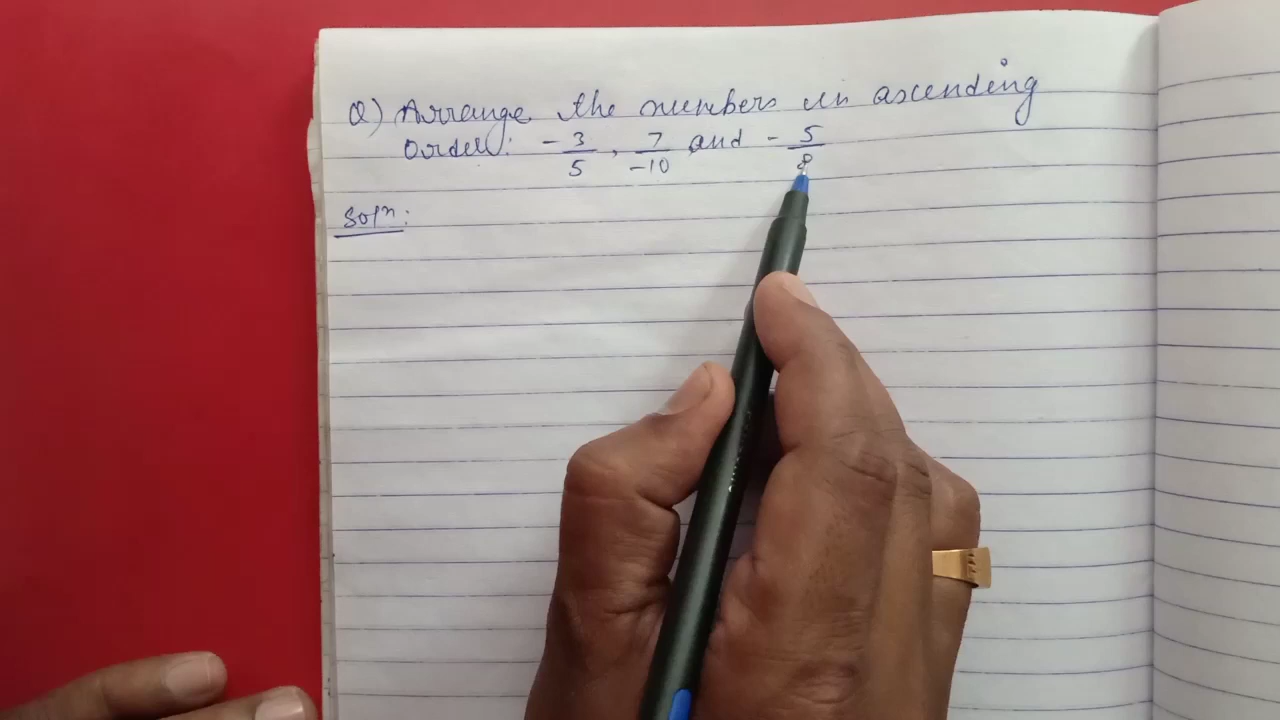 Q) Arrange the numbers in ascending
order: -3/5, 7/-10 and -5/8
Solⁿ: